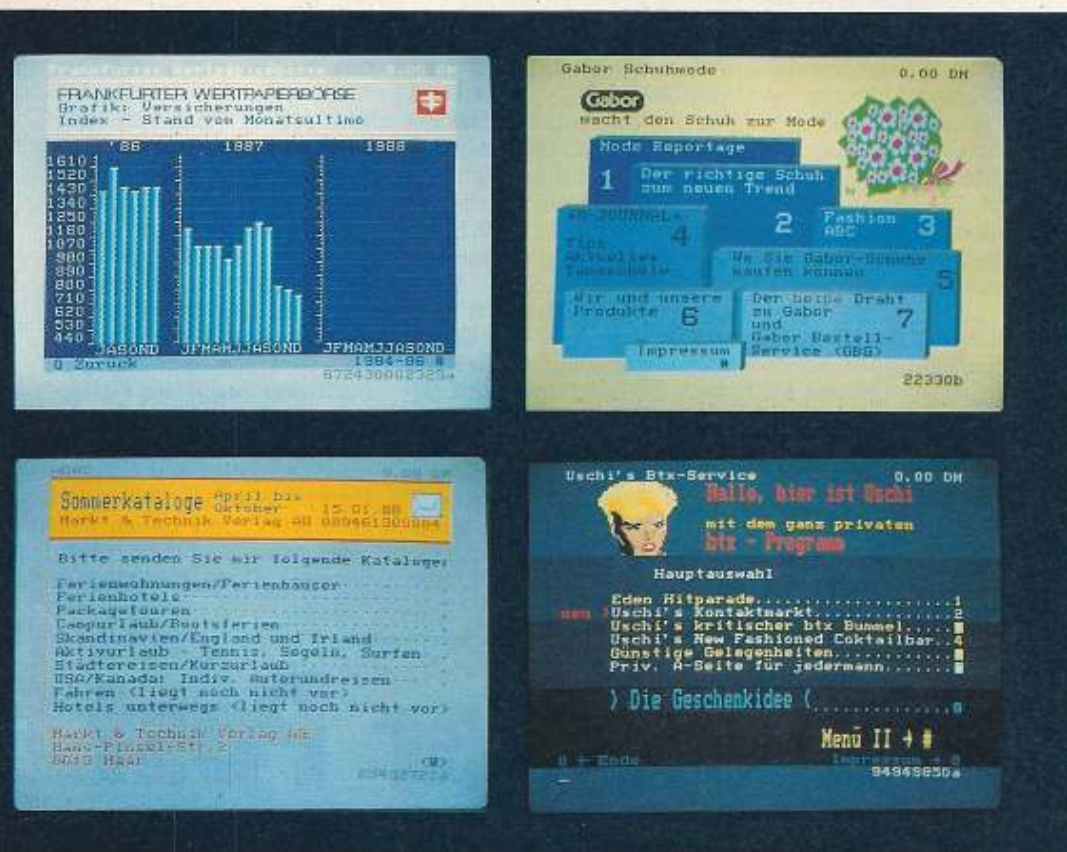 FRANKFURTER WERTPAPIERBÖRSE
Grafik: Versicherungen
Index - Stand vom Monatsultimo
'86 1987 1988
1610
1520
1430
1340
1250
1160
1070
980
890
800
710
620
530
440
JASOND JFMAMJJASOND JFMAMJJASOND
0 Zurück 1984-86 #
Gabor Schuhmode 0.00 DM
Gabor
macht den Schuh zur Mode
Mode Reportage
1 Der richtige Schuh
zum neuen Trend
2 Fashion
ABC 3
4
Tips
Aktuelles
Wo Sie Gabor-Schuhe
kaufen können
5
Wir und unsere
Produkte 6
Der heiße Draht
zu Gabor 7
und
Gabor Bestell-
Service (GBG)
Impressum
#
22330b
Sommerkataloge April bis
Oktober 15.01.88
Markt & Technik Verlag AG
Bitte senden Sie mir folgende Kataloge:
Ferienwohnungen/Ferienhäuser
Ferienhotels
Packagetouren
Campurlaub/Bootsferien
Skandinavien/England und Irland
Aktivurlaub - Tennis, Segeln, Surfen
Städtereisen/Kurzurlaub
USA/Kanada: Indiv. Autorundreisen
Fähren (liegt noch nicht vor)
Hotels unterwegs (liegt noch nicht vor)
Markt & Technik Verlag AG
Hans-Pinsel-Str.2
8013 Haar
Uschi's Btx-Service 0.00 DM
Hallo, hier ist Uschi
mit dem ganz privaten
btx - Programm
Hauptauswahl
Eden Hitparade....................1
neu >Uschi's Kontaktmarkt..............2
Uschi's kritischer btx Bummel.....
Uschi's New Fashioned Coktailbar..4
Günstige Gelegenheiten............
Priv. A-Seite für jedermann.......
) Die Geschenkidee (..............
Menü II → #
0 ← Ende Impressum → 0
94949850a